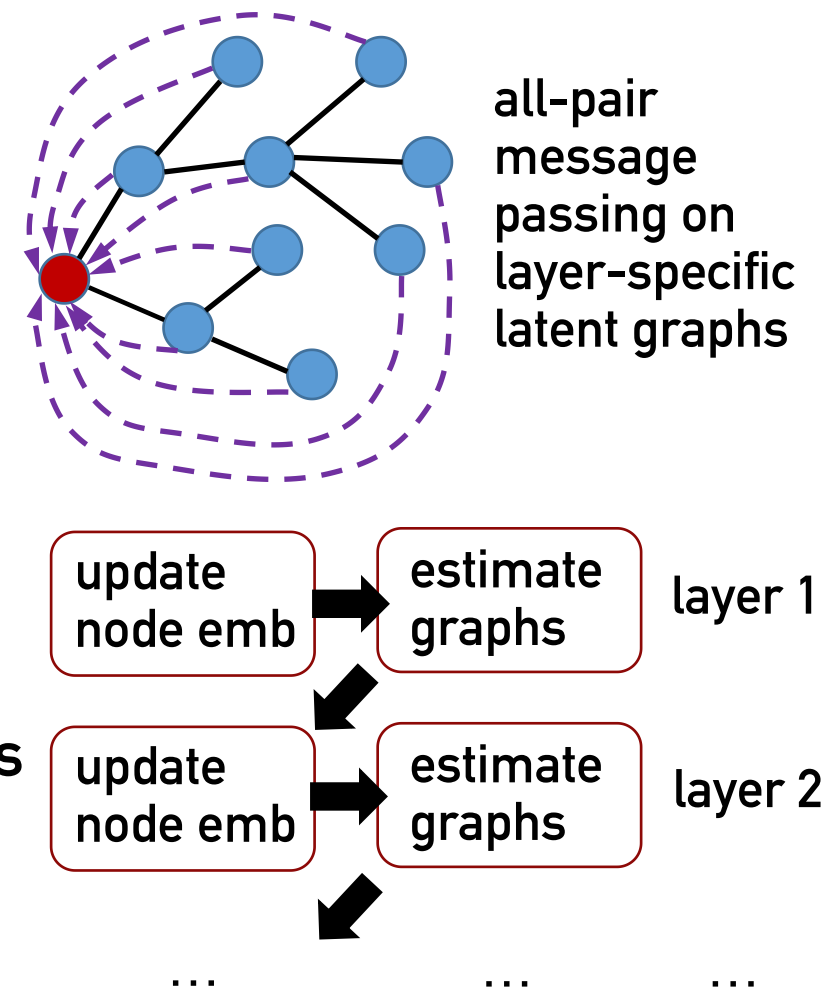 all-pair
message
passing on
layer-specific
latent graphs
update
node emb
estimate
graphs
layer 1
s
update
node emb
estimate
graphs
layer 2
... ... ...